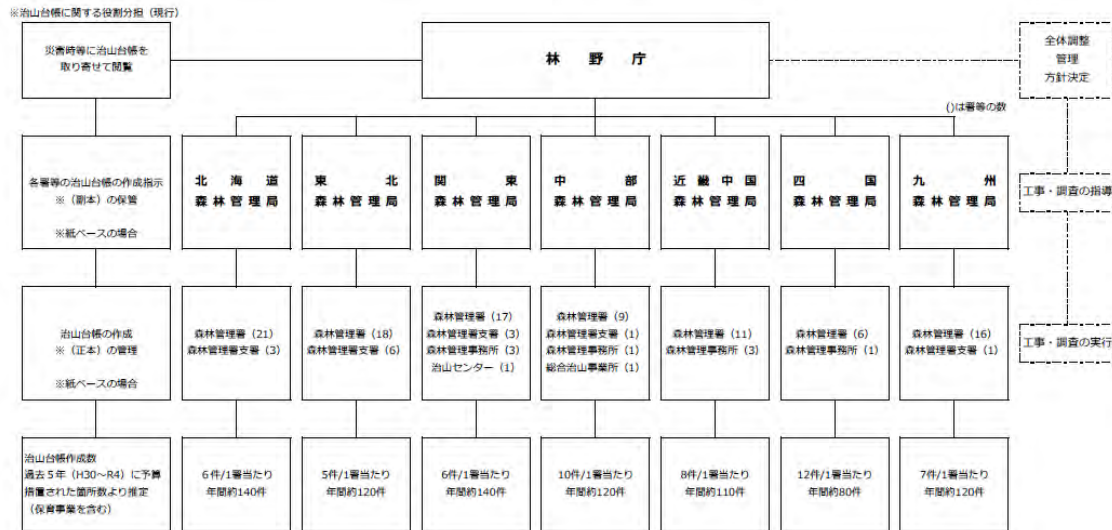 ※治山台帳に関する役割分担（現行）
災害時等に治山台帳を
取り寄せて閲覧
林野庁
全体調整
管理
方針決定
()は署等の数
各署等の治山台帳の作成指示
※（副本）の保管
※紙ベースの場合
北海道
森林管理局
東北
森林管理局
関東
森林管理局
中部
森林管理局
近畿中国
森林管理局
四国
森林管理局
九州
森林管理局
工事・調査の指導
治山台帳の作成
※（正本）の管理
※紙ベースの場合
森林管理署（21）
森林管理署支署（3）
森林管理署（18）
森林管理署支署（6）
森林管理署（17）
森林管理署支署（3）
森林管理事務所（3）
治山センター（1）
森林管理署（9）
森林管理署支署（1）
森林管理事務所（1）
総合治山事業所（1）
森林管理署（11）
森林管理事務所（3）
森林管理署（6）
森林管理事務所（1）
森林管理署（16）
森林管理署支署（1）
工事・調査の実行
治山台帳作成数
過去５年（H30～R4）に予算
措置された箇所数より推定
（保育事業を含む）
6件/1署当たり
年間約140件
5件/1署当たり
年間約120件
6件/1署当たり
年間約140件
10件/1署当たり
年間約120件
8件/1署当たり
年間約110件
12件/1署当たり
年間約80件
7件/1署当たり
年間約120件